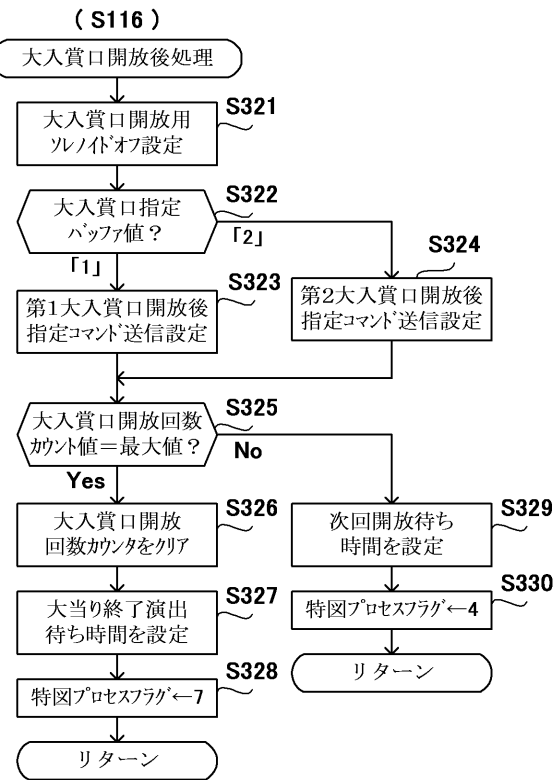 ( S116 )
大入賞口開放後処理
S321
大入賞口開放用
ソレノイドオフ設定
S322
大入賞口指定
バッファ値？
「2」
「1」
S323
第1大入賞口開放後
指定コマンド送信設定
S324
第2大入賞口開放後
指定コマンド送信設定
S325
大入賞口開放回数
カウント値＝最大値？
No
Yes
S326
大入賞口開放
回数カウンタをクリア
S329
次回開放待ち
時間を設定
S327
大当り終了演出
待ち時間を設定
S330
特図プロセスフラグ←4
リターン
S328
特図プロセスフラグ←7
リターン